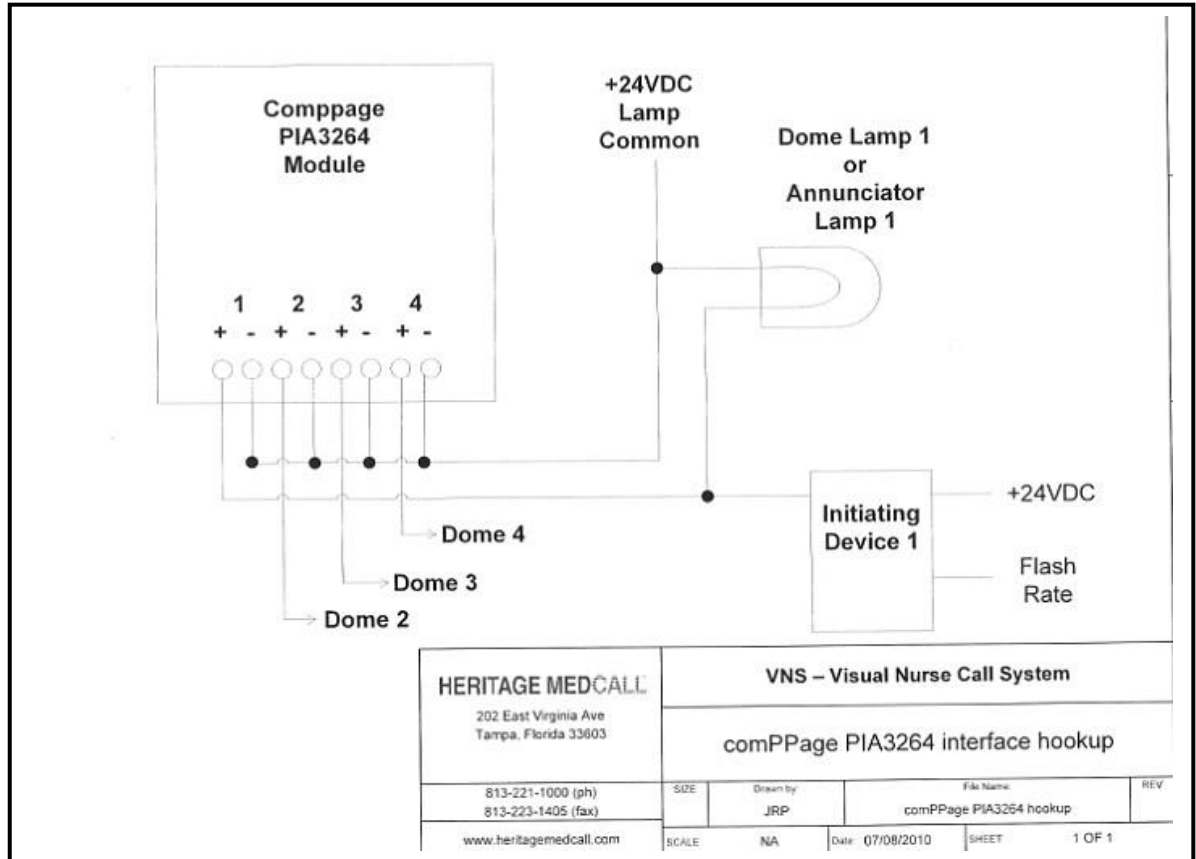 Comppage
PIA3264
Module
+24VDC
Lamp
Common
Dome Lamp 1
or
Annunciator
Lamp 1
1 2 3 4
+ - + - + - + -
Dome 4
Dome 3
Dome 2
Initiating
Device 1
+24VDC
Flash
Rate
HERITAGE MEDCALL
202 East Virginia Ave
Tampa, Florida 33603
813-221-1000 (ph)
813-223-1405 (fax)
www.heritagemedcall.com
VNS – Visual Nurse Call System
comPPage PIA3264 interface hookup
SIZE
Drawn by
JRP
File Name:
comPPage PIA3264 hookup
REV
SCALE
NA
Date: 07/08/2010
SHEET 1 OF 1